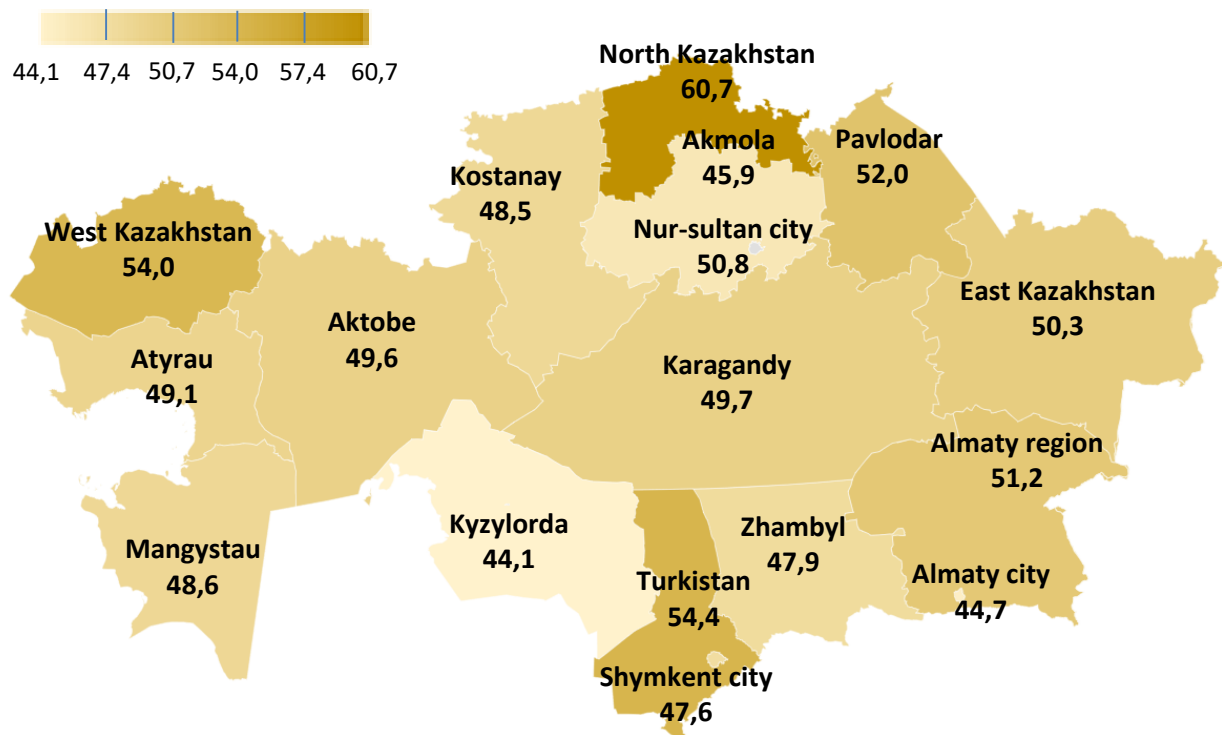 44,1 47,4 50,7 54,0 57,4 60,7
North Kazakhstan
60,7
Akmola
45,9
Pavlodar
52,0
Kostanay
48,5
Nur-sultan city
50,8
West Kazakhstan
54,0
East Kazakhstan
50,3
Aktobe
49,6
Atyrau
49,1
Karagandy
49,7
Almaty region
51,2
Kyzylorda
44,1
Zhambyl
47,9
Mangystau
48,6
Turkistan
54,4
Almaty city
44,7
Shymkent city
47,6